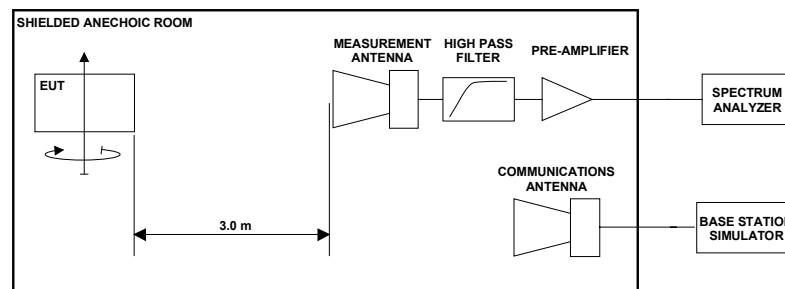 SHIELDED ANECHOIC ROOM
MEASUREMENT
ANTENNA
HIGH PASS
FILTER
PRE-AMPLIFIER
EUT
SPECTRUM
ANALYZER
COMMUNICATIONS
ANTENNA
3.0 m
BASE STATION
SIMULATOR